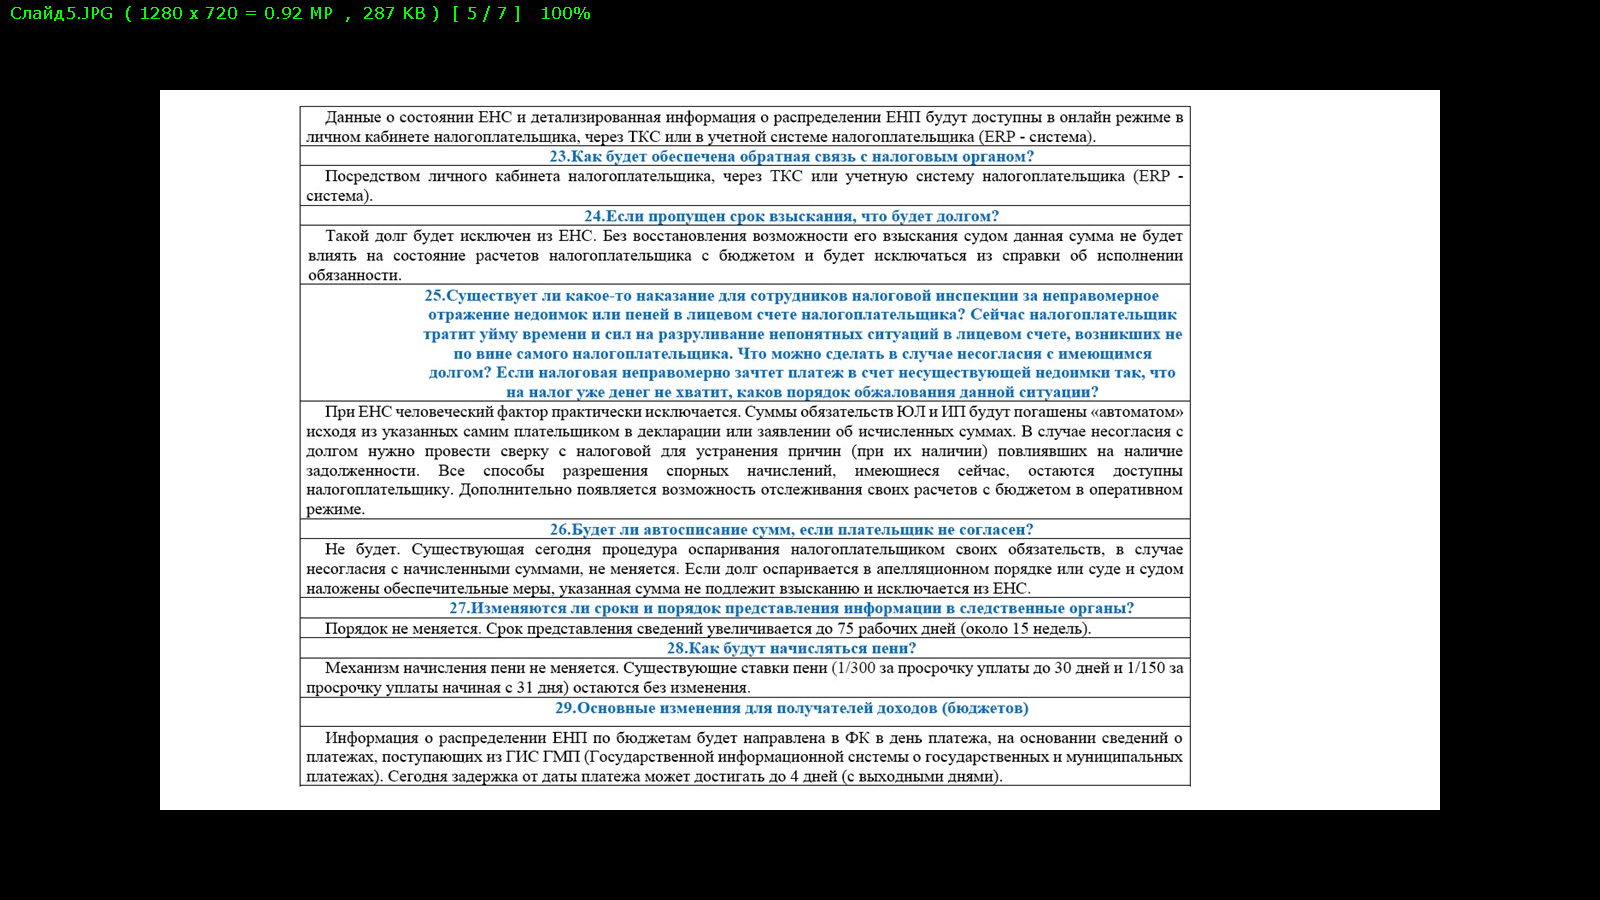 Слайд5.JPG ( 1280 x 720 = 0.92 MP , 287 KB ) [ 5 / 7 ] 100%
Данные о состоянии ЕНС и детализированная информация о распределении ЕНП будут доступны в онлайн режиме в
личном кабинете налогоплательщика, через ТКС или в учетной системе налогоплательщика (ERP - система).
23.Как будет обеспечена обратная связь с налоговым органом?
Посредством личного кабинета налогоплательщика, через ТКС или учетную систему налогоплательщика (ERP -
система).
24.Если пропущен срок взыскания, что будет долгом?
Такой долг будет исключен из ЕНС. Без восстановления возможности его взыскания судом данная сумма не будет
влиять на состояние расчетов налогоплательщика с бюджетом и будет исключаться из справки об исполнении
обязанности.
25.Существует ли какое-то наказание для сотрудников налоговой инспекции за неправомерное
отражение недоимок или пеней в лицевом счете налогоплательщика? Сейчас налогоплательщик
тратит уйму времени и сил на разруливание непонятных ситуаций в лицевом счете, возникших не
по вине самого налогоплательщика. Что можно сделать в случае несогласия с имеющимся
долгом? Если налоговая неправомерно зачтет платеж в счет несуществующей недоимки так, что
на налог уже денег не хватит, каков порядок обжалования данной ситуации?
При ЕНС человеческий фактор практически исключается. Суммы обязательств ЮЛ и ИП будут погашены «автоматом»
исходя из указанных самим плательщиком в декларации или заявлении об исчисленных суммах. В случае несогласия с
долгом нужно провести сверку с налоговой для устранения причин (при их наличии) повлиявших на наличие
задолженности. Все способы разрешения спорных начислений, имеющиеся сейчас, остаются доступны
налогоплательщику. Дополнительно появляется возможность отслеживания своих расчетов с бюджетом в оперативном
режиме.
26.Будет ли автосписание сумм, если плательщик не согласен?
Не будет. Существующая сегодня процедура оспаривания налогоплательщиком своих обязательств, в случае
несогласия с начисленными суммами, не меняется. Если долг оспаривается в апелляционном порядке или суде и судом
наложены обеспечительные меры, указанная сумма не подлежит взысканию и исключается из ЕНС.
27.Изменяются ли сроки и порядок представления информации в следственные органы?
Порядок не меняется. Срок представления сведений увеличивается до 75 рабочих дней (около 15 недель).
28.Как будут начисляться пени?
Механизм начисления пени не меняется. Существующие ставки пени (1/300 за просрочку уплаты до 30 дней и 1/150 за
просрочку уплаты начиная с 31 дня) остаются без изменения.
29.Основные изменения для получателей доходов (бюджетов)
Информация о распределении ЕНП по бюджетам будет направлена в ФК в день платежа, на основании сведений о
платежах, поступающих из ГИС ГМП (Государственной информационной системы о государственных и муниципальных
платежах). Сегодня задержка от даты платежа может достигать до 4 дней (с выходными днями).